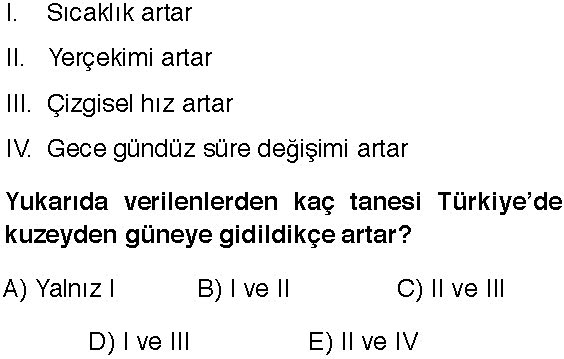 I. Sıcaklık artar
II. Yerçekimi artar
III. Çizgisel hız artar
IV. Gece gündüz süre değişimi artar
Yukarıda verilenlerden kaç tanesi Türkiye'de
kuzeyden güneye gidildikçe artar?
A) Yalnız I B) I ve II C) II ve III
D) I ve III E) II ve IV